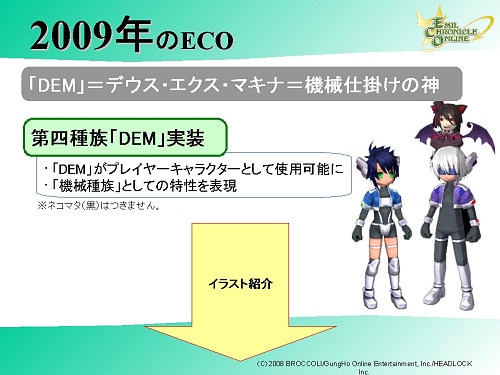 2009年のECO
EMIL
CHRONICLE
ONLINE
「DEM」＝デウス・エクス・マキナ＝機械仕掛けの神
第四種族「DEM」実装
・「DEM」がプレイヤーキャラクターとして使用可能に
・「機械種族」としての特性を表現
※ネコマタ（黒）はつきません。
イラスト紹介
（C）2008 BROCCOLI/GungHo Online Entertainment, Inc./HEADLOCK
Inc.